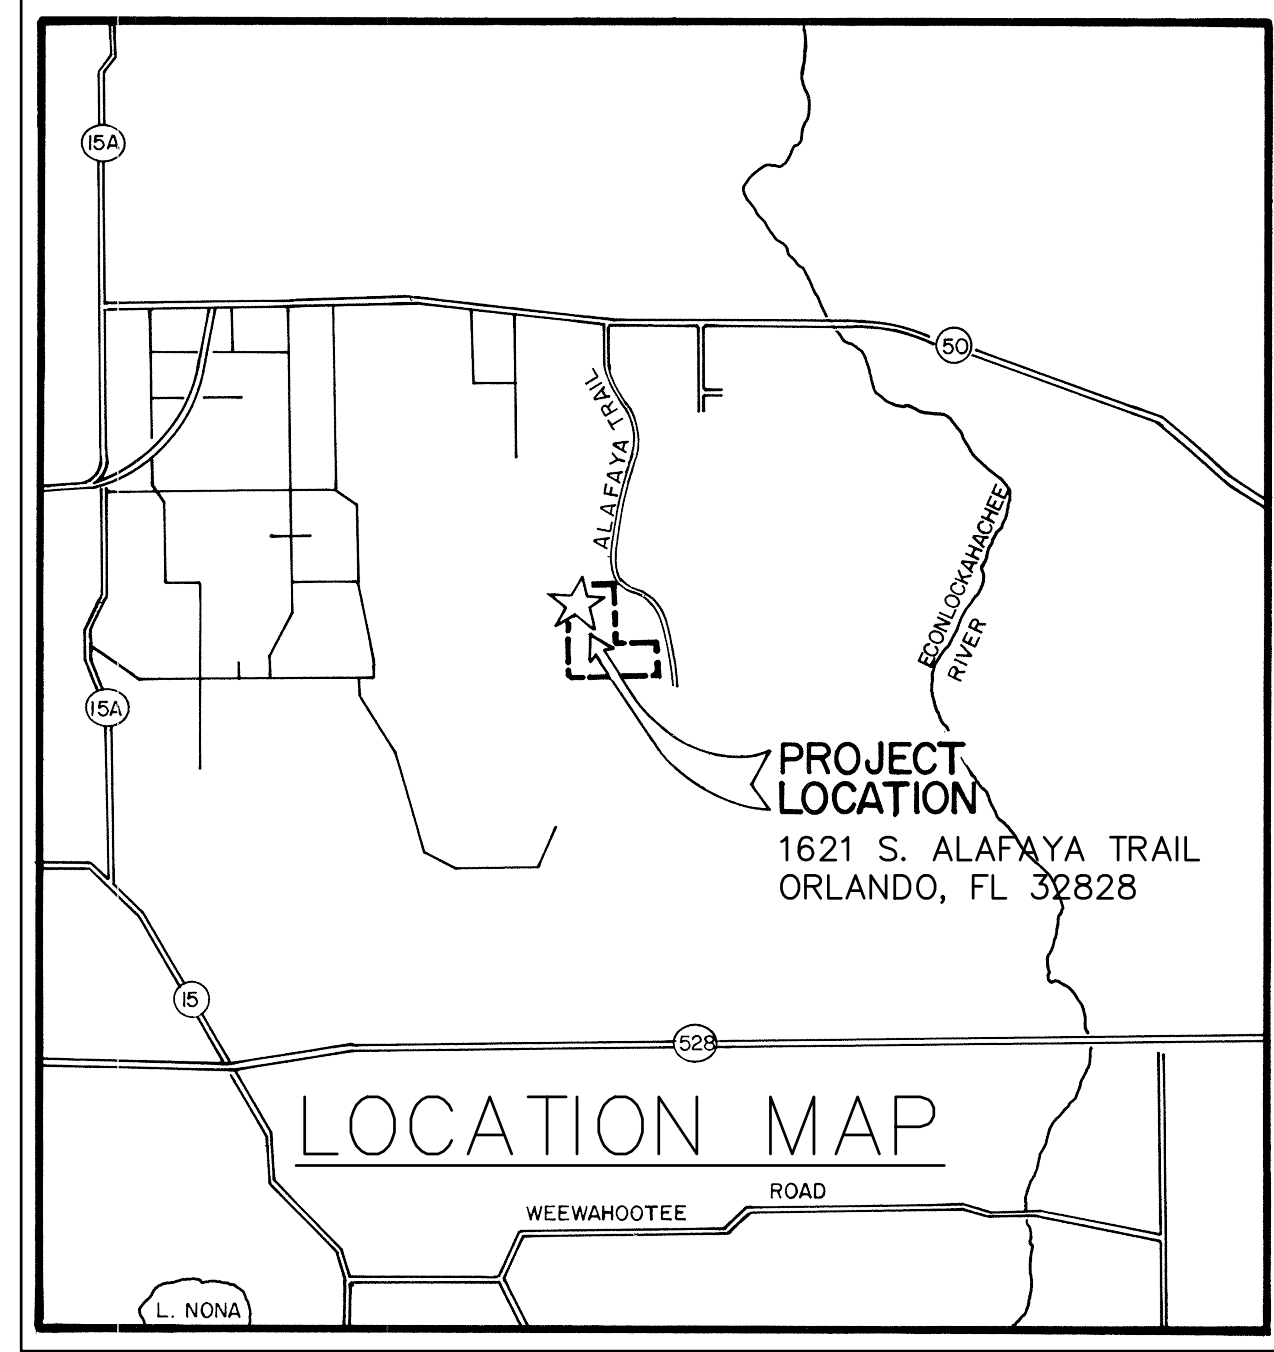 15A
50
ALAFAYA TRAIL
ECONLOCKAHACHEE
RIVER
15A
PROJECT
LOCATION
1621 S. ALAFAYA TRAIL
ORLANDO, FL 32828
15
528
LOCATION MAP
ROAD
WEEWAHOOTEE
L. NONA